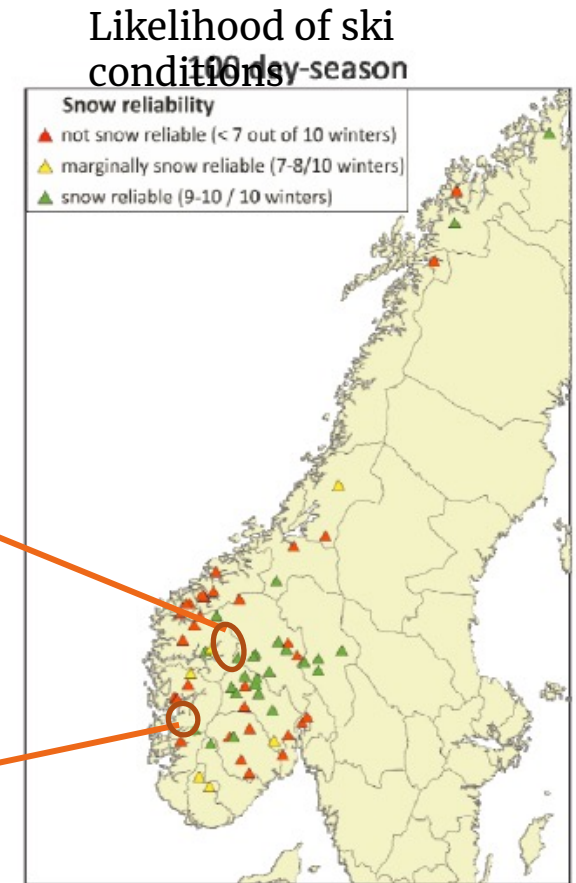 Likelihood of ski
conditions
100 day-season
Snow reliability
not snow reliable (< 7 out of 10 winters)
marginally snow reliable (7-8/10 winters)
snow reliable (9-10 / 10 winters)